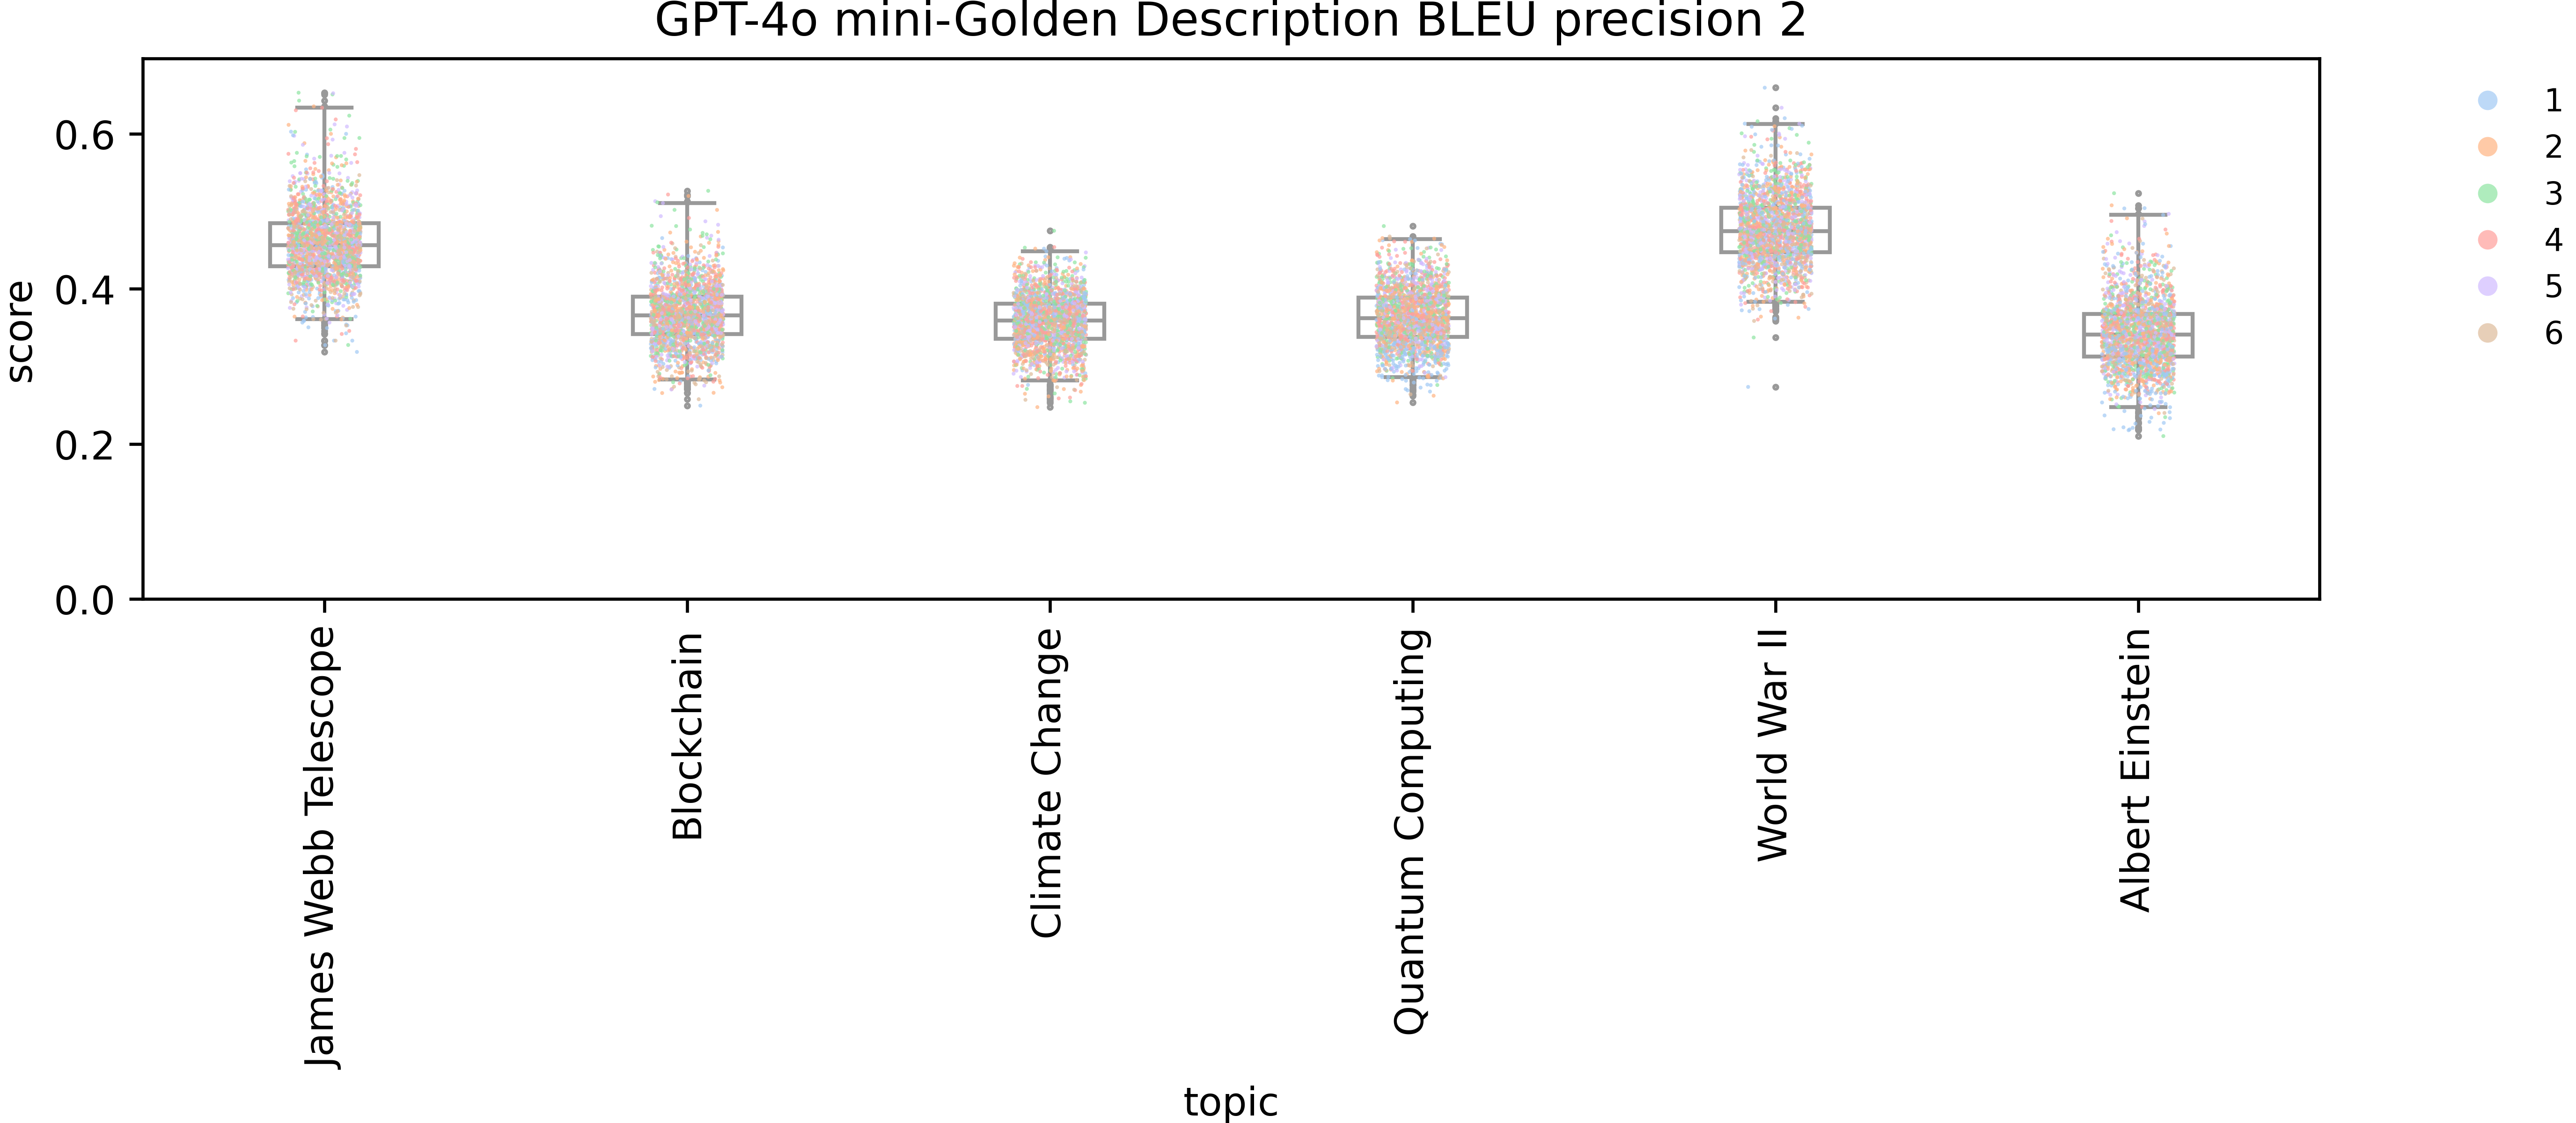 GPT-4o mini-Golden Description BLEU precision 2
score
0.6
0.4
0.2
0.0
James Webb Telescope
Blockchain
Climate Change
Quantum Computing
World War II
Albert Einstein
topic
1
2
3
4
5
6